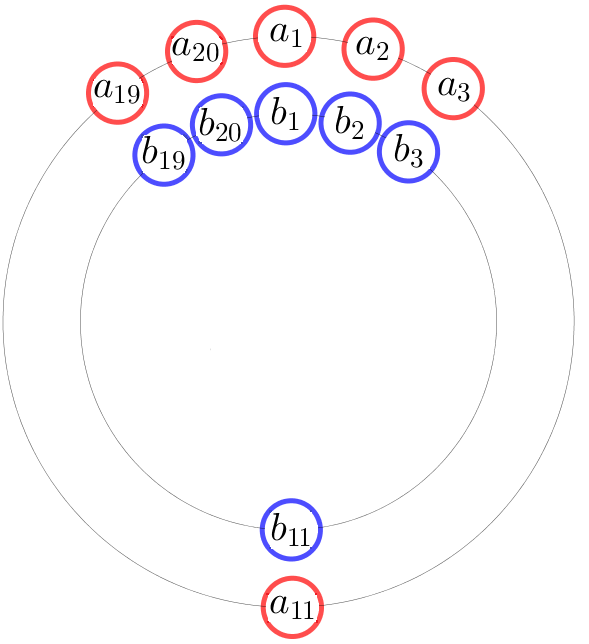 a₁₉ a₂₀ a₁ a₂ a₃
b₁₉ b₂₀ b₁ b₂ b₃
b₁₁
a₁₁